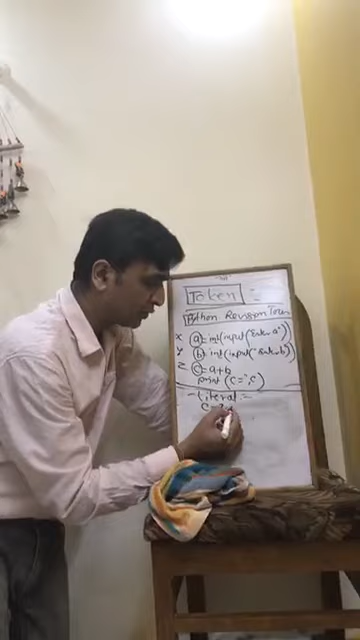 Token :-
Python Revision Tour
x (a) = int(input("Enter a"))
y (b) = int(input("Enter b"))
z (c) = a+b
print("c=",c)
- Literal =
c =